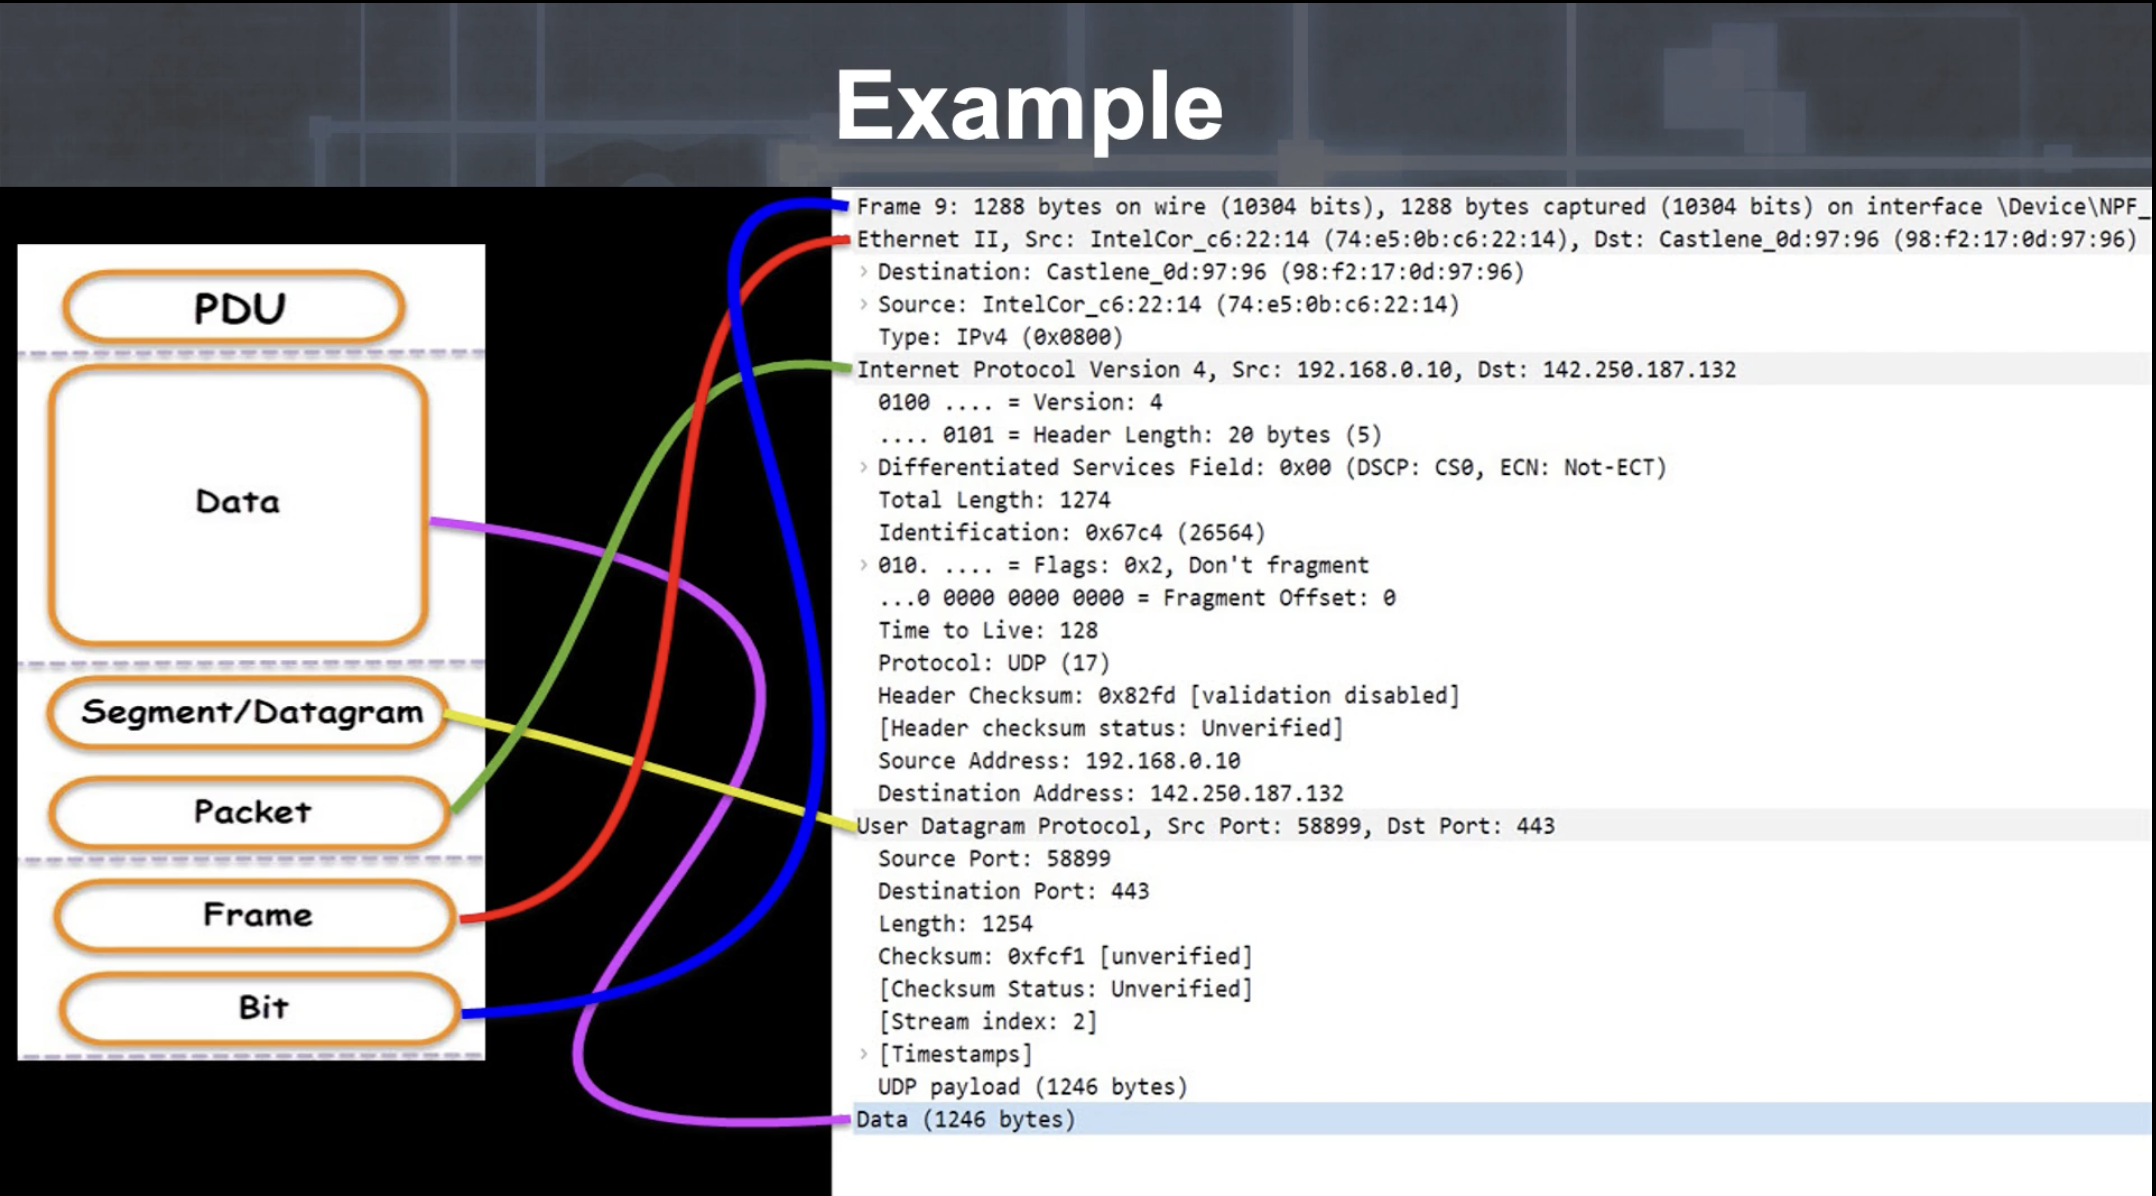 Example
PDU
Data
Segment/Datagram
Packet
Frame
Bit
Frame 9: 1288 bytes on wire (10304 bits), 1288 bytes captured (10304 bits) on interface \Device\NPF_
Ethernet II, Src: IntelCor_c6:22:14 (74:e5:0b:c6:22:14), Dst: Castlene_0d:97:96 (98:f2:17:0d:97:96)
Destination: Castlene_0d:97:96 (98:f2:17:0d:97:96)
Source: IntelCor_c6:22:14 (74:e5:0b:c6:22:14)
Type: IPv4 (0x0800)
Internet Protocol Version 4, Src: 192.168.0.10, Dst: 142.250.187.132
0100 .... = Version: 4
.... 0101 = Header Length: 20 bytes (5)
Differentiated Services Field: 0x00 (DSCP: CS0, ECN: Not-ECT)
Total Length: 1274
Identification: 0x67c4 (26564)
010. .... = Flags: 0x2, Don't fragment
...0 0000 0000 0000 = Fragment Offset: 0
Time to Live: 128
Protocol: UDP (17)
Header Checksum: 0x82fd [validation disabled]
[Header checksum status: Unverified]
Source Address: 192.168.0.10
Destination Address: 142.250.187.132
User Datagram Protocol, Src Port: 58899, Dst Port: 443
Source Port: 58899
Destination Port: 443
Length: 1254
Checksum: 0xfcf1 [unverified]
[Checksum Status: Unverified]
[Stream index: 2]
[Timestamps]
UDP payload (1246 bytes)
Data (1246 bytes)